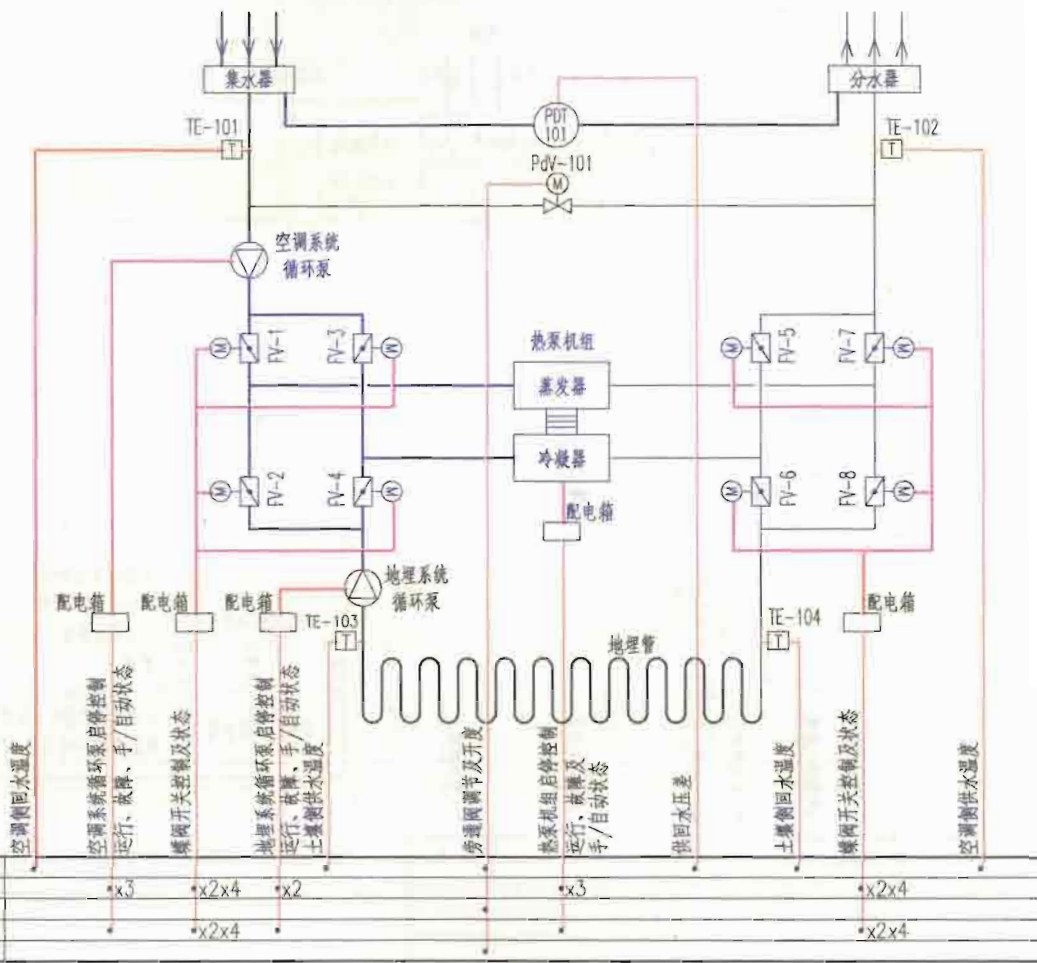 集水器
分水器
PDT
101
TE-101
TE-102
PdV-101
M
T
T
空调系统
循环泵
M
FV-1
FV-3
M
热泵机组
蒸发器
冷凝器
M
FV-5
FV-7
M
M
FV-2
FV-4
M
M
FV-6
FV-8
M
配电箱
地埋系统
循环泵
配电箱
配电箱
配电箱
TE-103
T
地埋管
TE-104
T
配电箱
空调侧回水温度
空调系统循环泵启停控制
运行、故障、手/自动状态
蝶阀开关控制及状态
地埋系统循环泵启停控制
运行、故障、手/自动状态
土壤侧供水温度
旁通阀调节及开度
热泵机组启停控制
运行、故障及
手/自动状态
供回水压差
土壤侧回水温度
蝶阀开关控制及状态
空调侧供水温度
x3
x2x4
x2
x3
x2x4
x2x4
x2x4